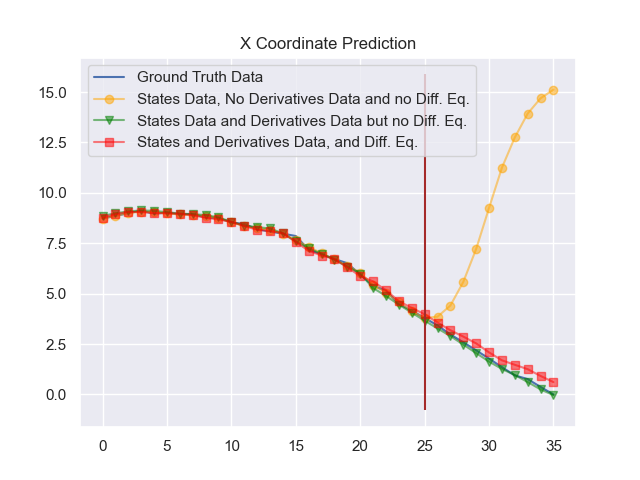 X Coordinate Prediction
Ground Truth Data
States Data, No Derivatives Data and no Diff. Eq.
States Data and Derivatives Data but no Diff. Eq.
States and Derivatives Data, and Diff. Eq.
15.0
12.5
10.0
7.5
5.0
2.5
0.0
0 5 10 15 20 25 30 35